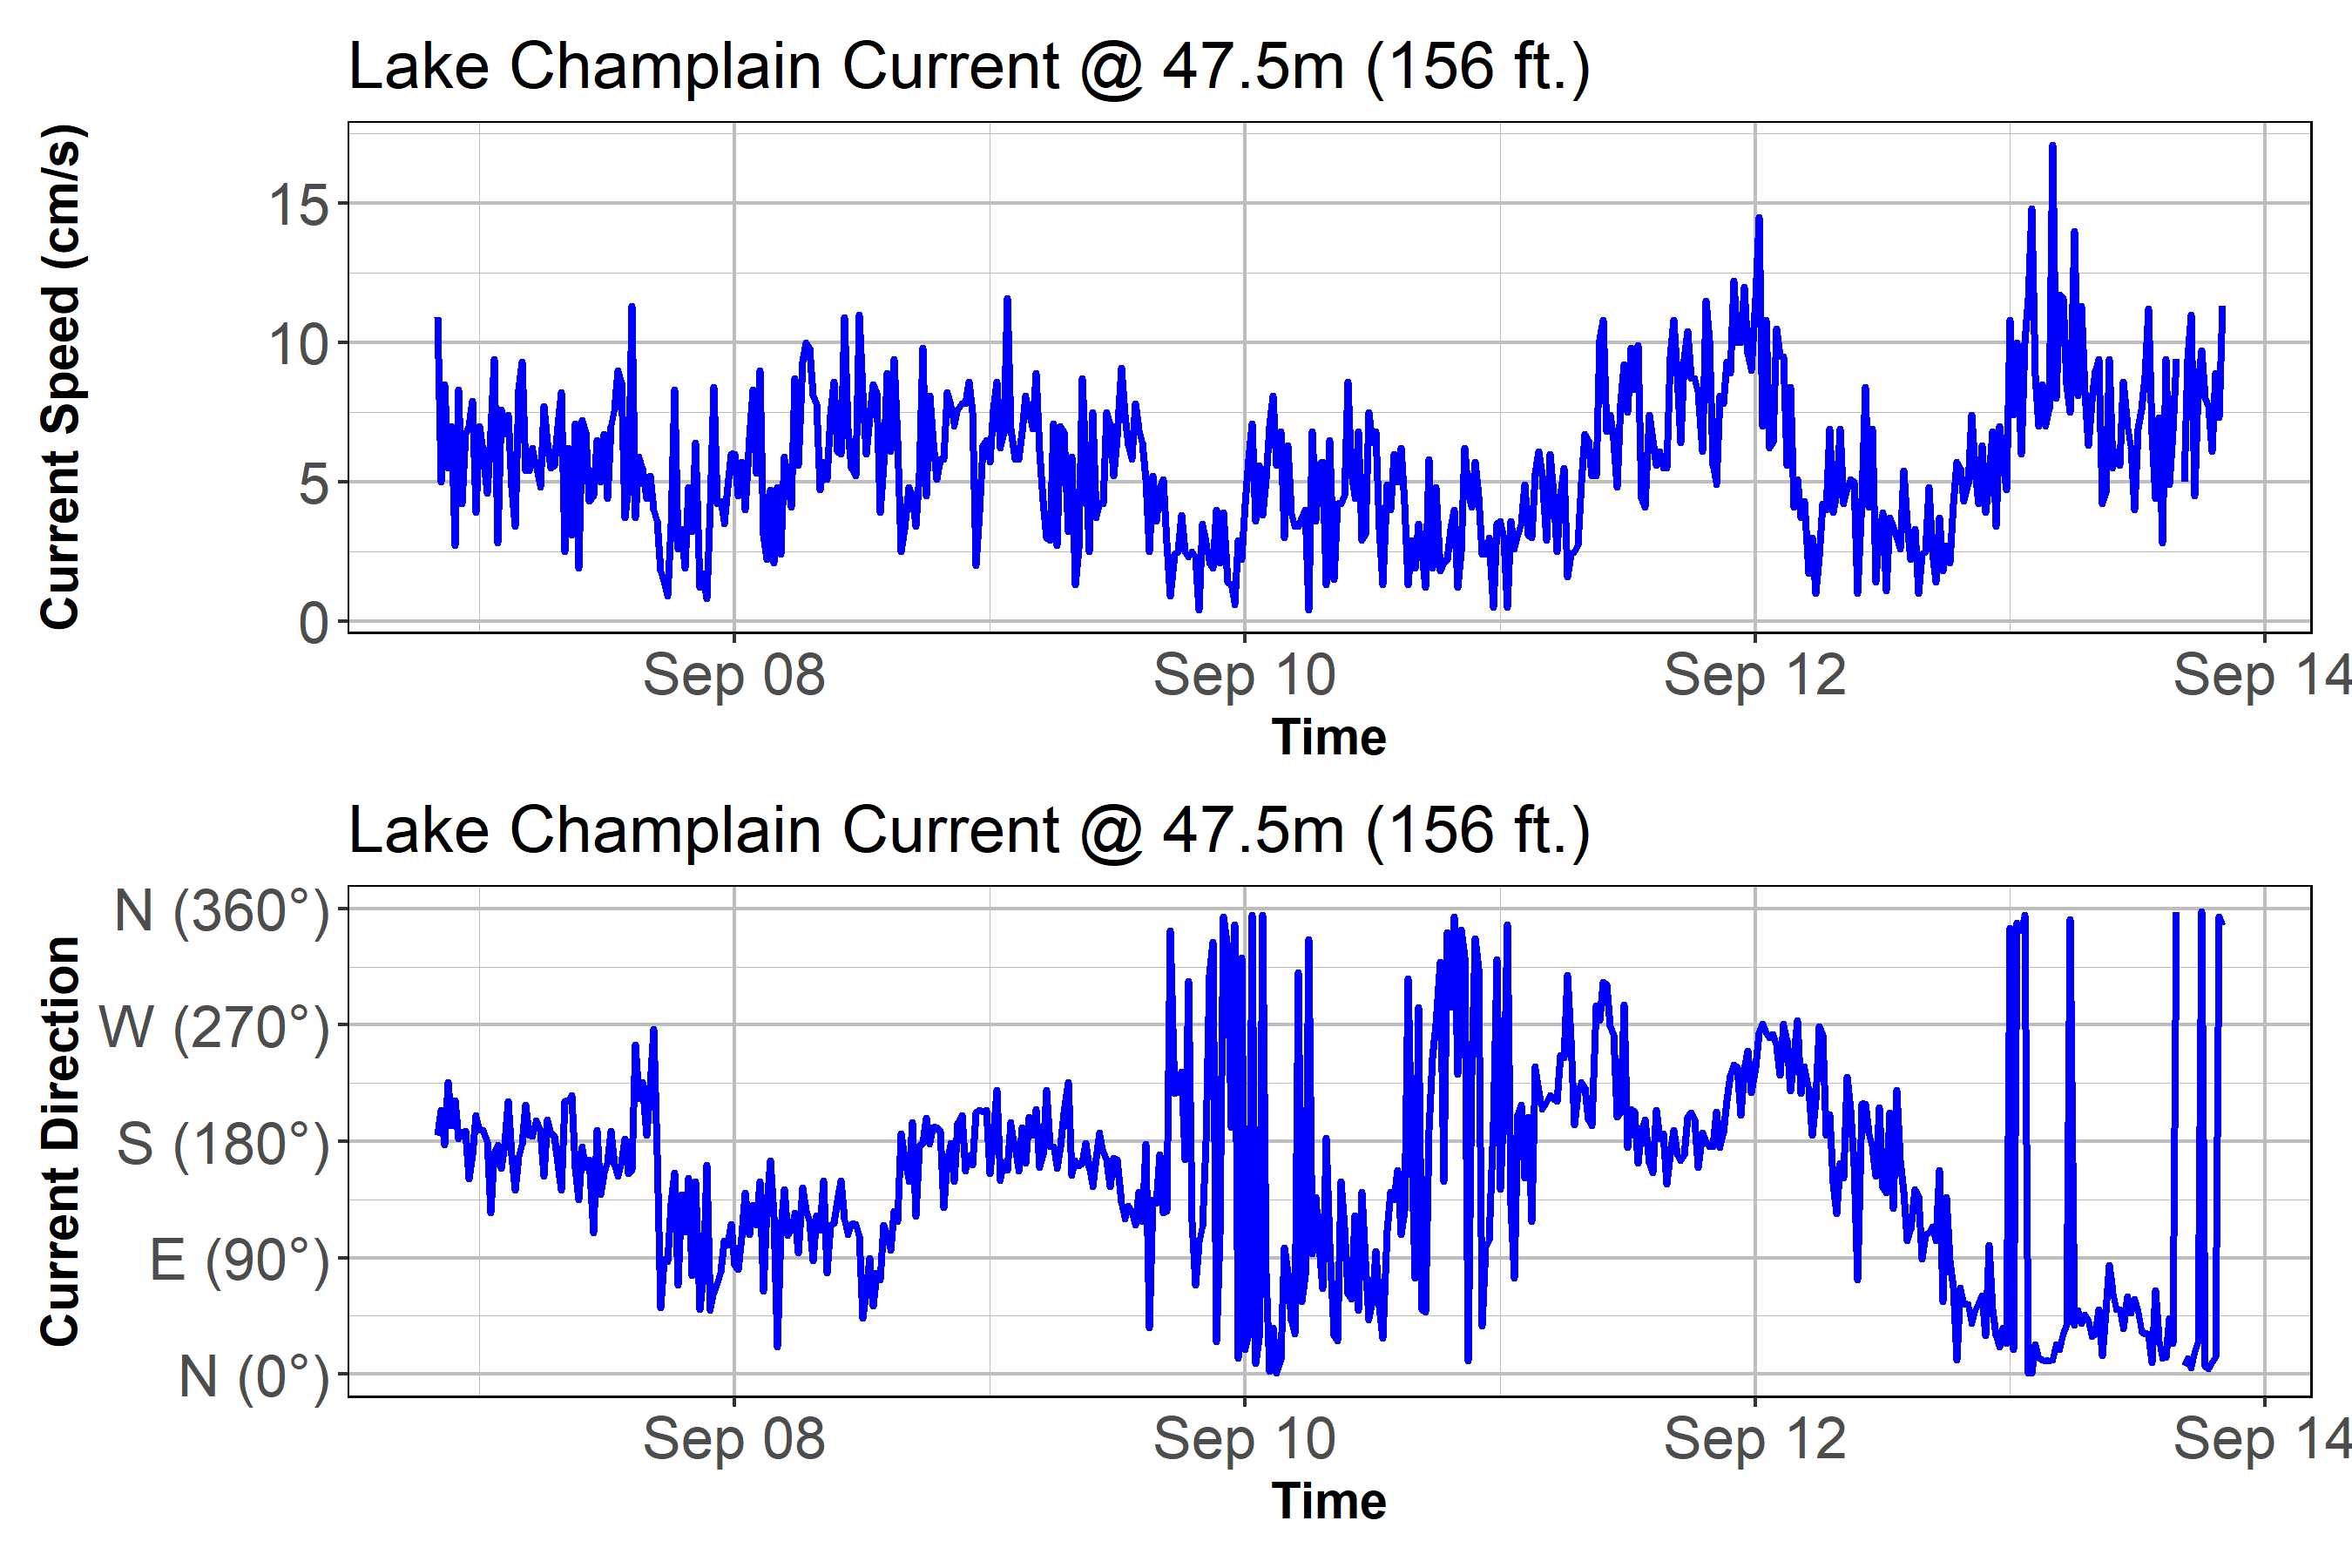 Lake Champlain Current @ 47.5m (156 ft.)
Current Speed (cm/s)
15
10
5
0
Sep 08 Sep 10 Sep 12 Sep 14
Time
Lake Champlain Current @ 47.5m (156 ft.)
Current Direction
N (360°)
W (270°)
S (180°)
E (90°)
N (0°)
Sep 08 Sep 10 Sep 12 Sep 14
Time